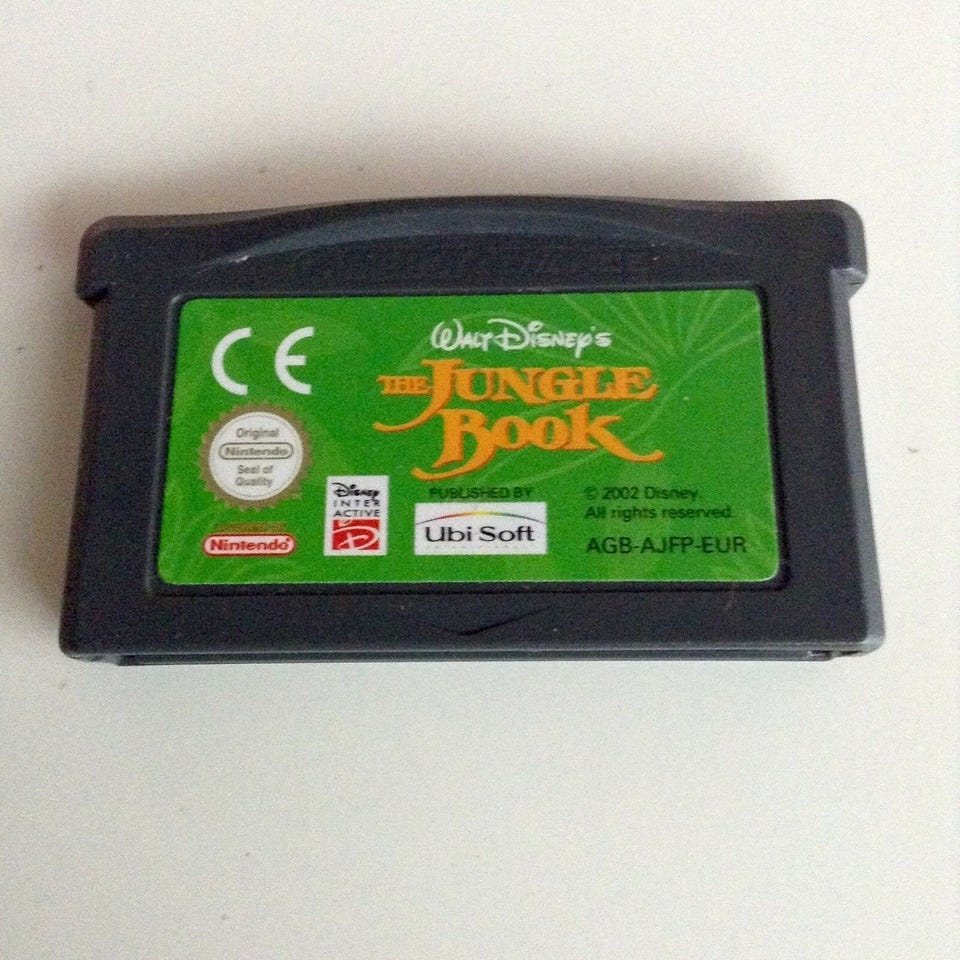 CE
WALT DISNEY'S
THE JUNGLE
BOOK
Original
Nintendo
Seal of
Quality
Nintendo
Disney
INTER
ACTIVE
D
PUBLISHED BY
Ubi Soft
© 2002 Disney.
All rights reserved.
AGB-AJFP-EUR